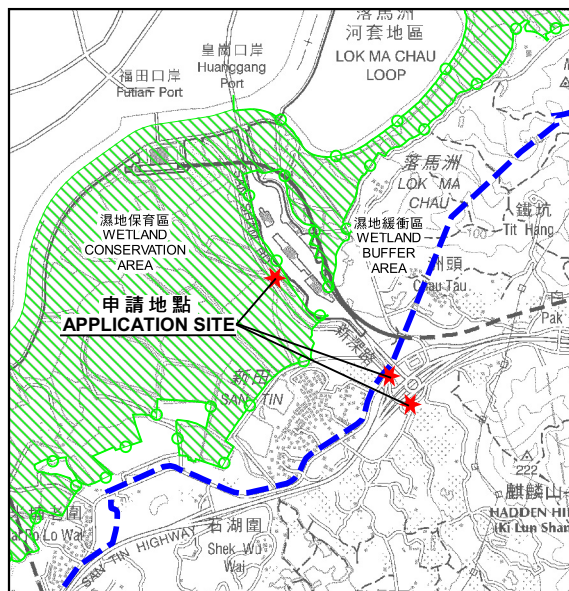 落馬洲
河套地區
LOK MA CHAU
LOOP
皇崗口岸
Huanggang
Port
福田口岸
Futian Port
落馬洲
LOK MA
CHAU
鐵坑
Tit Hang
濕地保育區
WETLAND
CONSERVATION
AREA
濕地緩衝區
WETLAND
BUFFER
AREA
洲頭
Chau Tau
申請地點
APPLICATION SITE
Pak
新田
SAN TIN
222
麒麟山
HADDEN HI
(Ki Lun Shan
石湖圍
Shek Wu
Wai
SAN TIN HIGHWAY